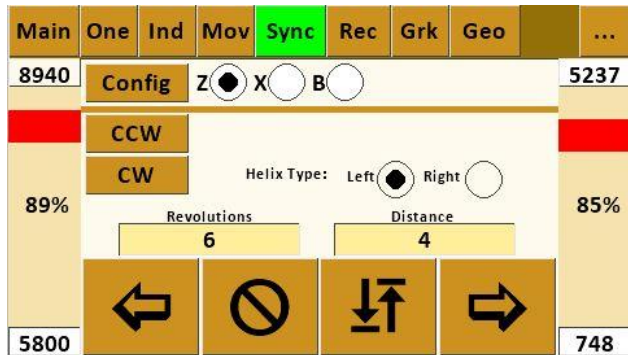 Main One Ind Mov Sync Rec Grk Geo ...
8940 Config Z X B 5237
CCW
CW Helix Type: Left Right
89% 85%
Revolutions Distance
6 4
5800 748